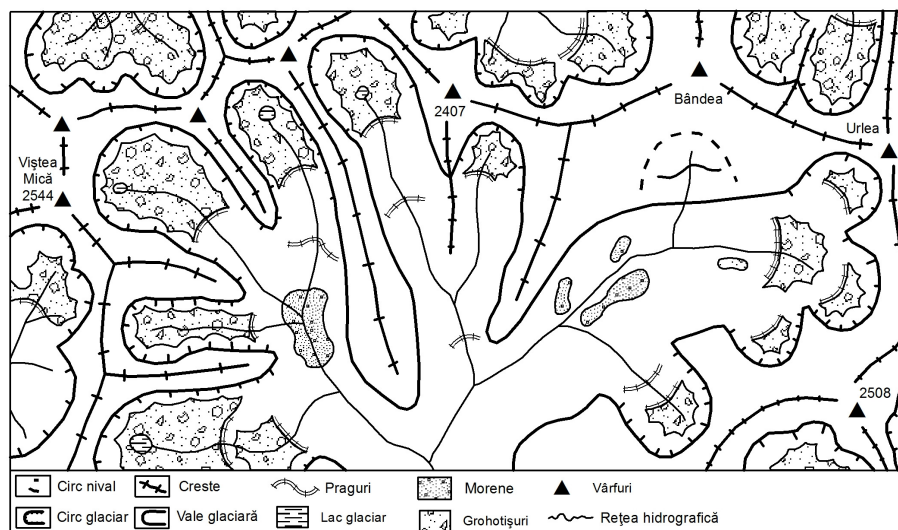 2407
Bândea
Urlea
Viștea
Mică
2544
2508
Circ nival
Creste
Praguri
Morene
Vârfuri
Circ glaciar
Vale glaciară
Lac glaciar
Grohotișuri
Rețea hidrografică